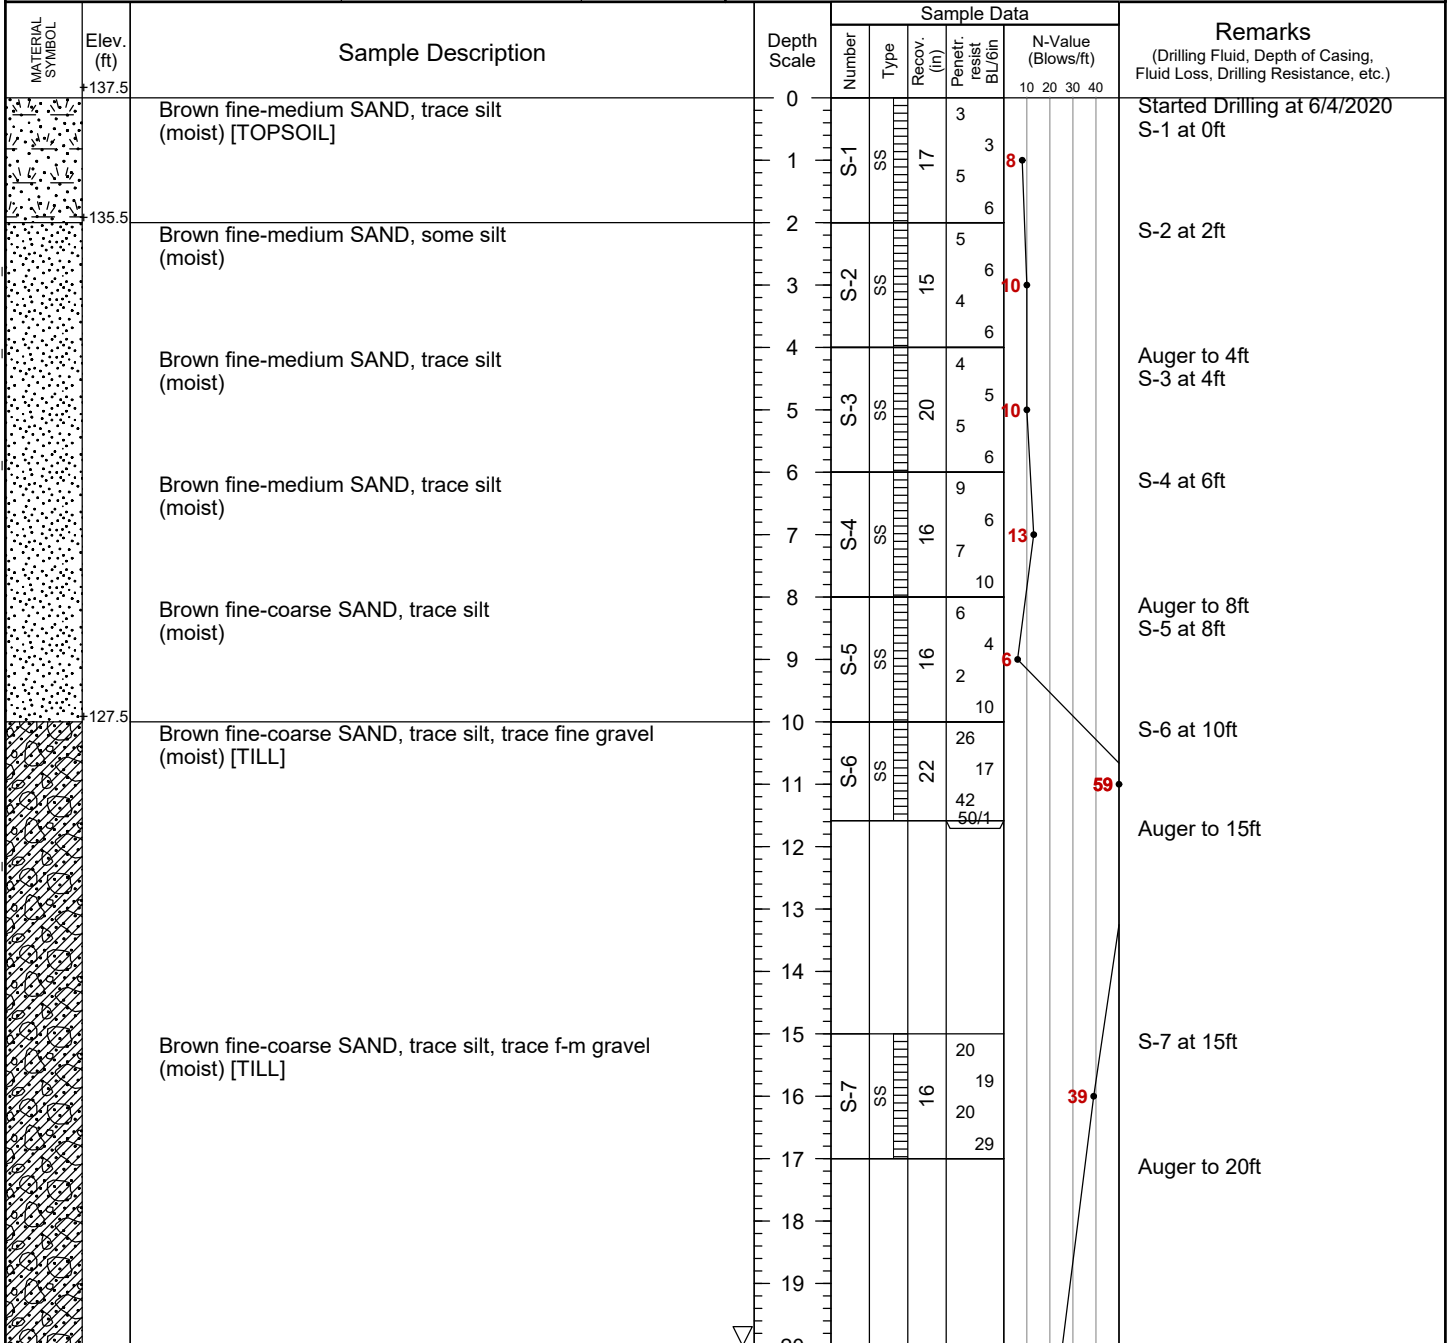 Sample Data
MATERIAL SYMBOL
Elev. (ft)
+137.5
Sample Description
Depth Scale
Number
Type
Recov. (in)
Penetr. resist BL/6in
N-Value (Blows/ft)
10 20 30 40
Remarks
(Drilling Fluid, Depth of Casing,
Fluid Loss, Drilling Resistance, etc.)
0
Brown fine-medium SAND, trace silt
(moist) [TOPSOIL]
S-1
SS
17
3
3
5
6
8
Started Drilling at 6/4/2020
S-1 at 0ft
1
+135.5
2
Brown fine-medium SAND, some silt
(moist)
S-2
SS
15
5
6
4
6
10
S-2 at 2ft
3
4
Brown fine-medium SAND, trace silt
(moist)
S-3
SS
20
4
5
5
6
10
Auger to 4ft
S-3 at 4ft
5
6
Brown fine-medium SAND, trace silt
(moist)
S-4
SS
16
9
6
7
10
13
S-4 at 6ft
7
8
Brown fine-coarse SAND, trace silt
(moist)
S-5
SS
16
6
4
2
10
6
Auger to 8ft
S-5 at 8ft
9
+127.5
10
Brown fine-coarse SAND, trace silt, trace fine gravel
(moist) [TILL]
S-6
SS
22
26
17
42
50/1
59
S-6 at 10ft
11
Auger to 15ft
12
13
14
15
Brown fine-coarse SAND, trace silt, trace f-m gravel
(moist) [TILL]
S-7
SS
16
20
19
20
29
39
S-7 at 15ft
16
17
Auger to 20ft
18
19
20